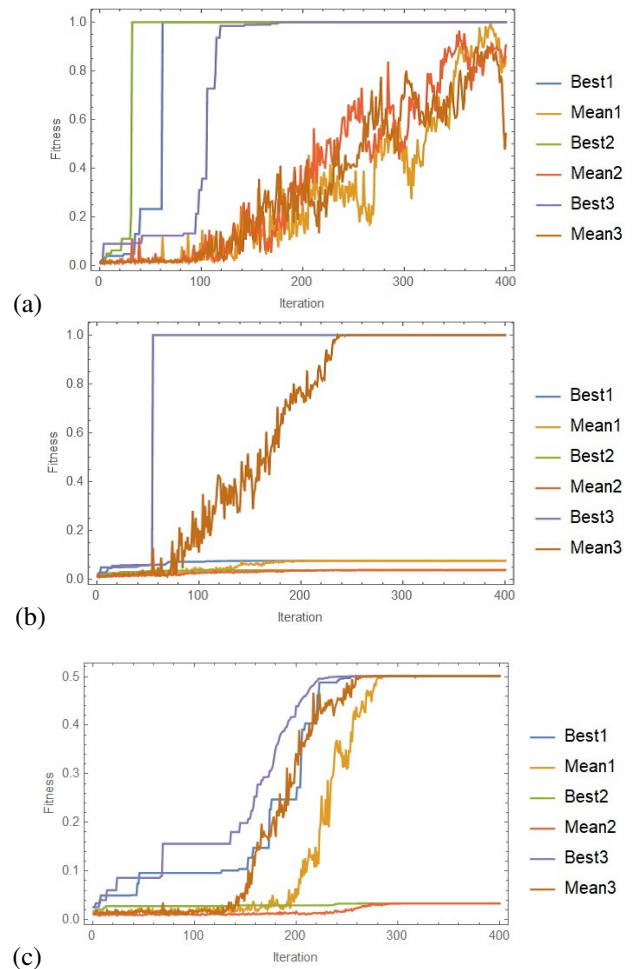 1.0
0.8
0.6
0.4
0.2
0.0
Fitness
0 100 200 300 400
Iteration
Best1
Mean1
Best2
Mean2
Best3
Mean3
(a)
1.0
0.8
0.6
0.4
0.2
0.0
Fitness
0 100 200 300 400
Iteration
Best1
Mean1
Best2
Mean2
Best3
Mean3
(b)
0.5
0.4
0.3
0.2
0.1
0.0
Fitness
0 100 200 300 400
Iteration
Best1
Mean1
Best2
Mean2
Best3
Mean3
(c)